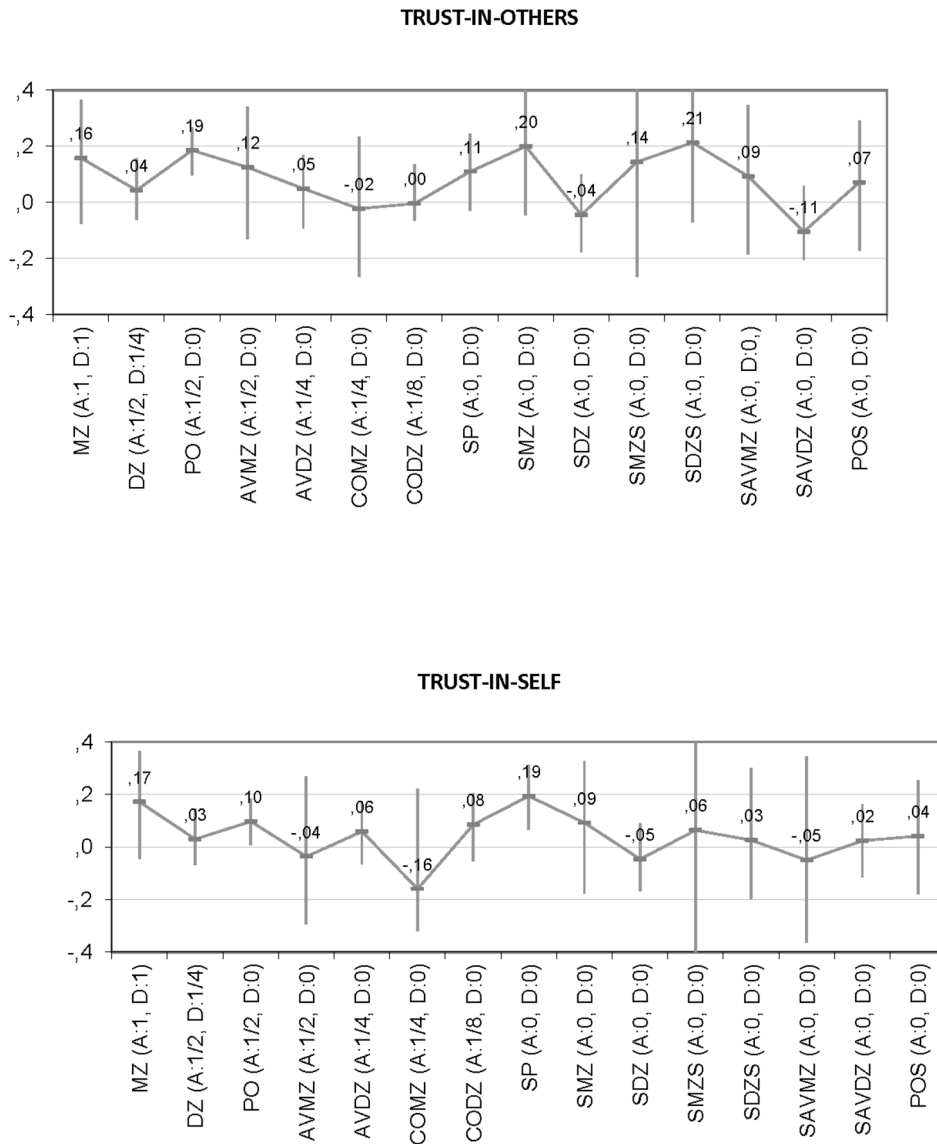 TRUST-IN-OTHERS
,4
,2
,0
-,2
-,4
,16
,04
,19
,12
,05
-,02
,00
,11
,20
-,04
,14
,21
,09
-,11
,07
MZ (A:1, D:1)
DZ (A:1/2, D:1/4)
PO (A:1/2, D:0)
AVMZ (A:1/2, D:0)
AVDZ (A:1/4, D:0)
COMZ (A:1/4, D:0)
CODZ (A:1/8, D:0)
SP (A:0, D:0)
SMZ (A:0, D:0)
SDZ (A:0, D:0)
SMZS (A:0, D:0)
SDZS (A:0, D:0)
SAVMZ (A:0, D:0,)
SAVDZ (A:0, D:0)
POS (A:0, D:0)
TRUST-IN-SELF
,4
,2
,0
-,2
-,4
,17
,03
,10
-,04
,06
-,16
,08
,19
,09
-,05
,06
,03
-,05
,02
,04
MZ (A:1, D:1)
DZ (A:1/2, D:1/4)
PO (A:1/2, D:0)
AVMZ (A:1/2, D:0)
AVDZ (A:1/4, D:0)
COMZ (A:1/4, D:0)
CODZ (A:1/8, D:0)
SP (A:0, D:0)
SMZ (A:0, D:0)
SDZ (A:0, D:0)
SMZS (A:0, D:0)
SDZS (A:0, D:0)
SAVMZ (A:0, D:0)
SAVDZ (A:0, D:0)
POS (A:0, D:0)